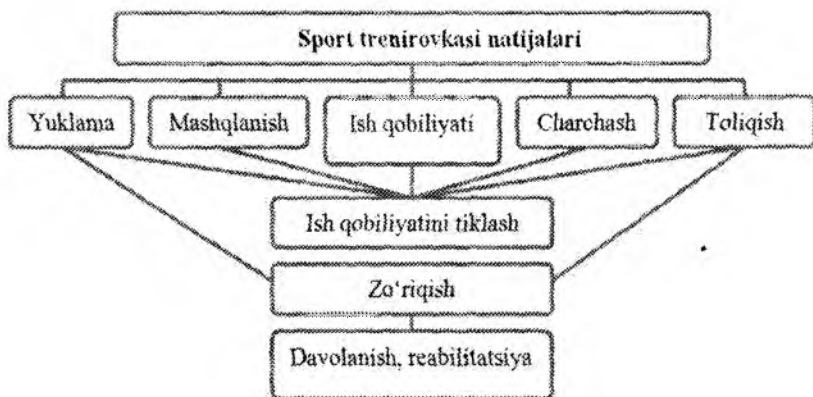 Sport trenirovkasi natijalari
Yuklama
Mashqlanish
Ish qobiliyati
Charchash
Toliqish
Ish qobiliyatini tiklash
Zo‘riqish
Davolanish, reabilitatsiya